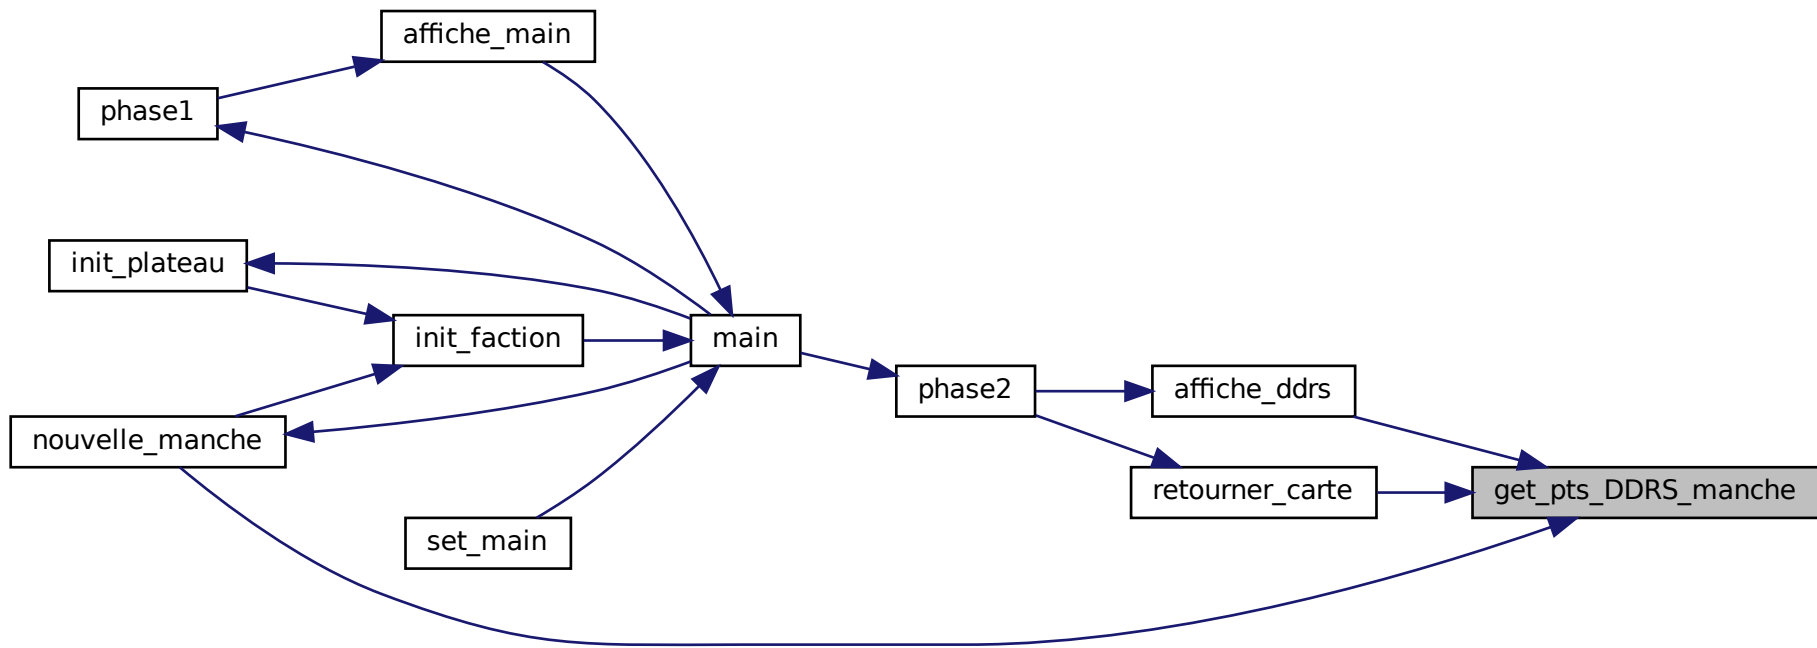 affiche_main
phase1
init_plateau
init_faction
main
nouvelle_manche
phase2
affiche_ddrs
retourner_carte
get_pts_DDRS_manche
set_main